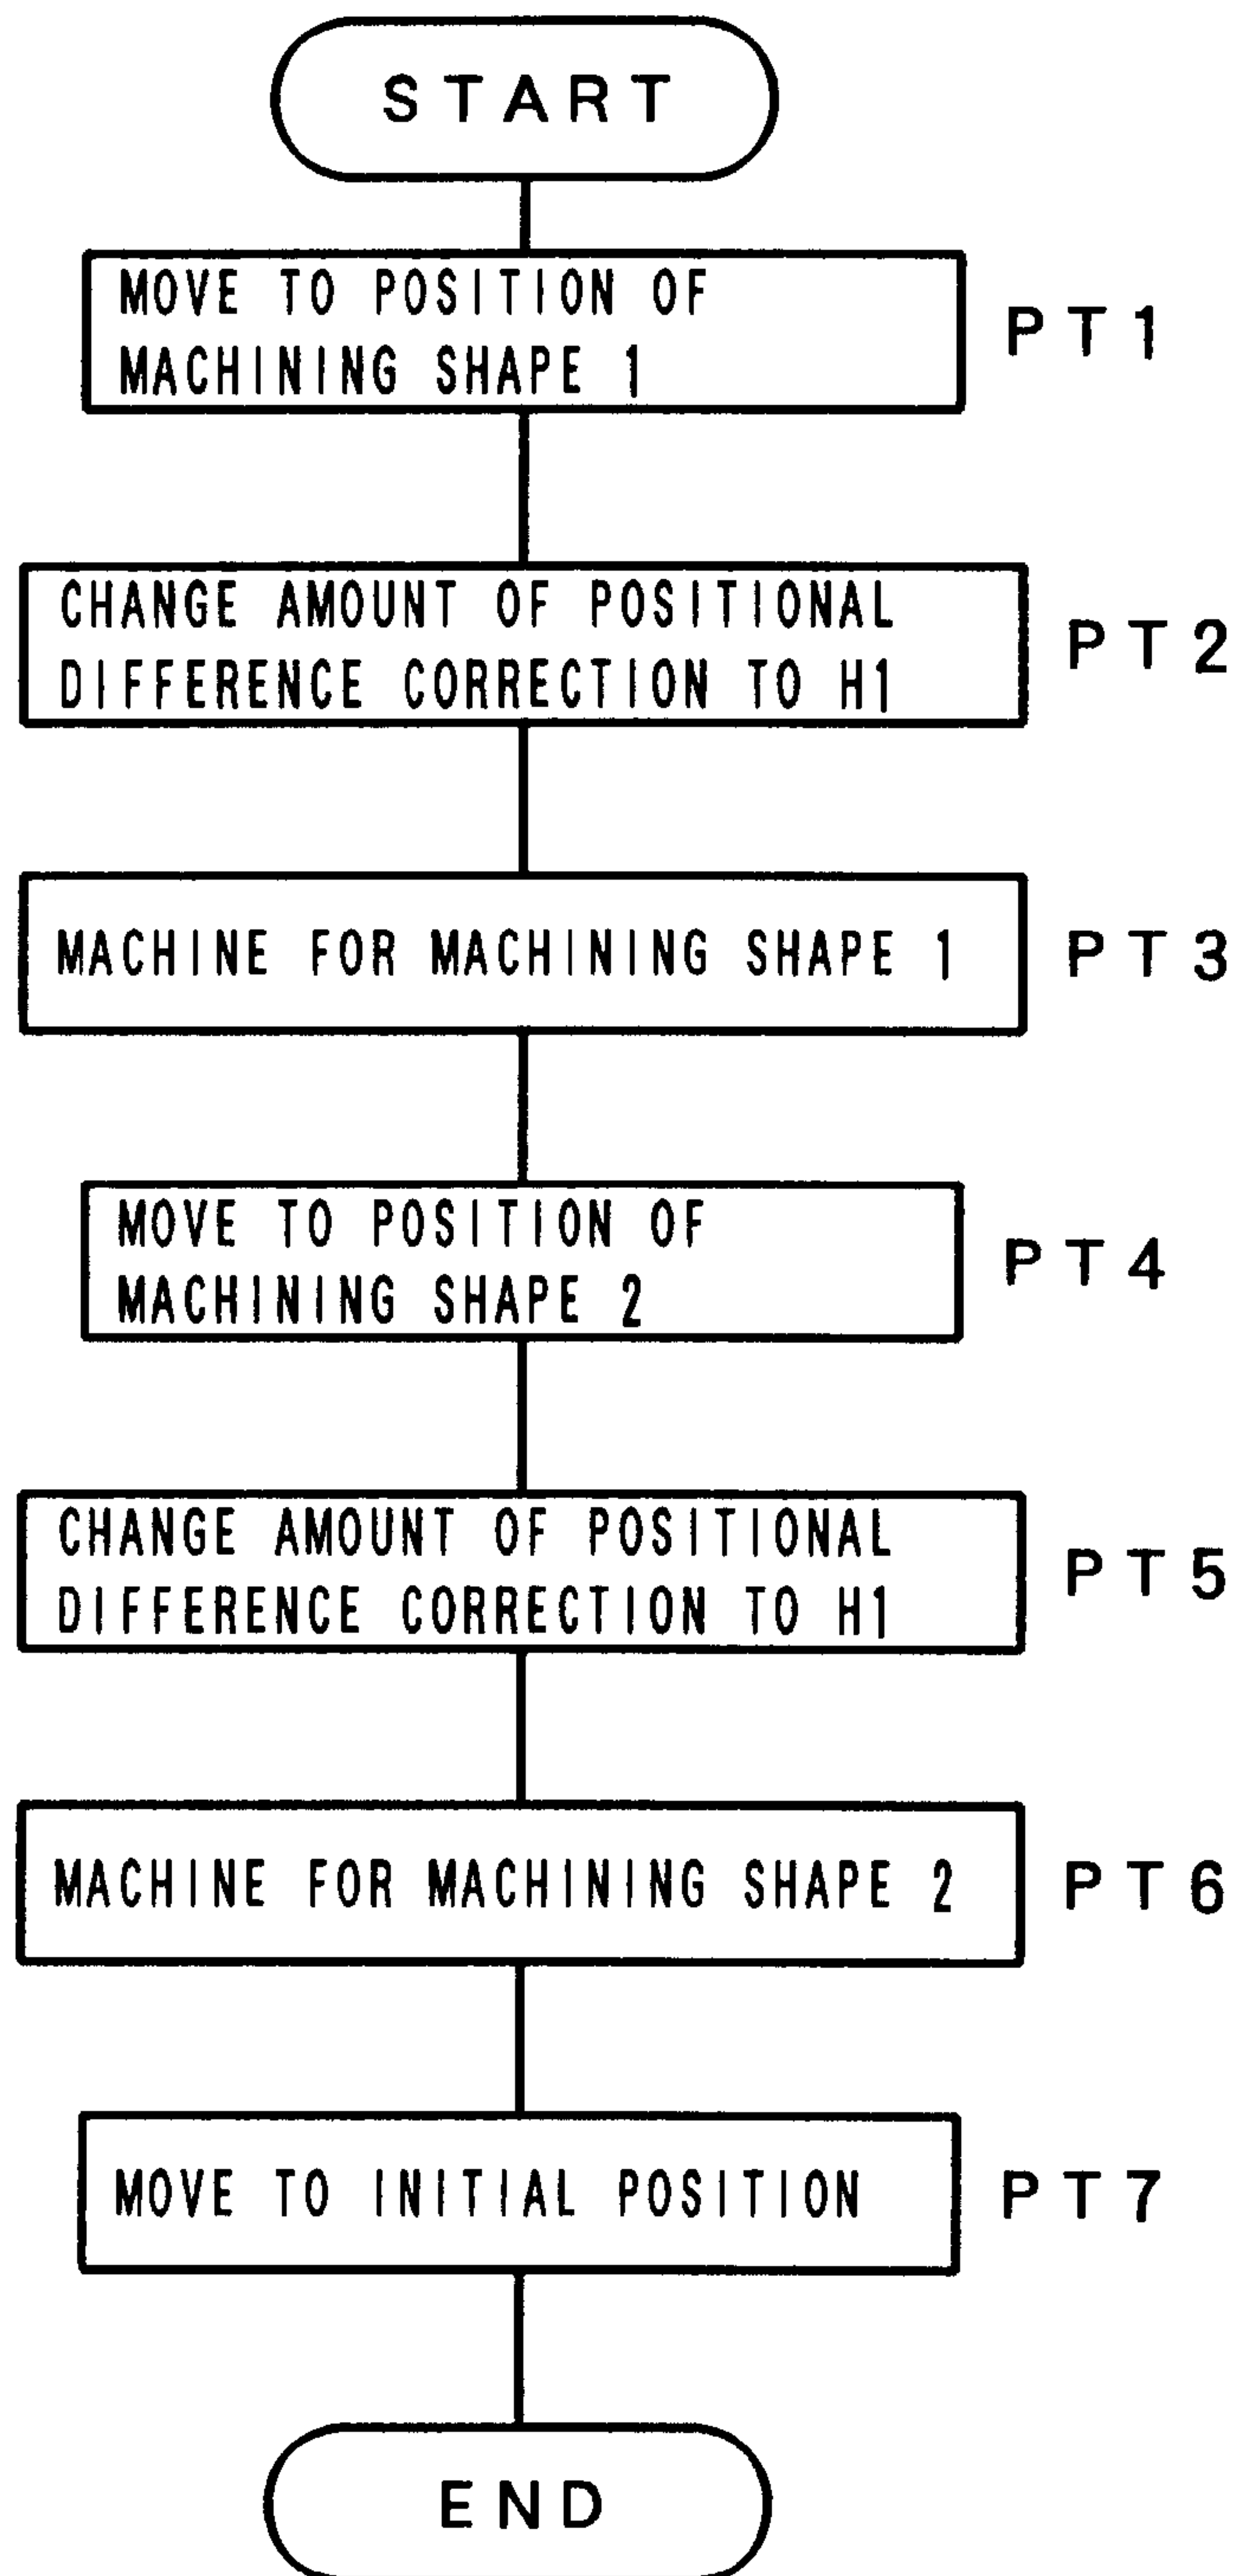 START
MOVE TO POSITION OF
MACHINING SHAPE 1
PT1
CHANGE AMOUNT OF POSITIONAL
DIFFERENCE CORRECTION TO H1
PT2
MACHINE FOR MACHINING SHAPE 1
PT3
MOVE TO POSITION OF
MACHINING SHAPE 2
PT4
CHANGE AMOUNT OF POSITIONAL
DIFFERENCE CORRECTION TO H1
PT5
MACHINE FOR MACHINING SHAPE 2
PT6
MOVE TO INITIAL POSITION
PT7
END